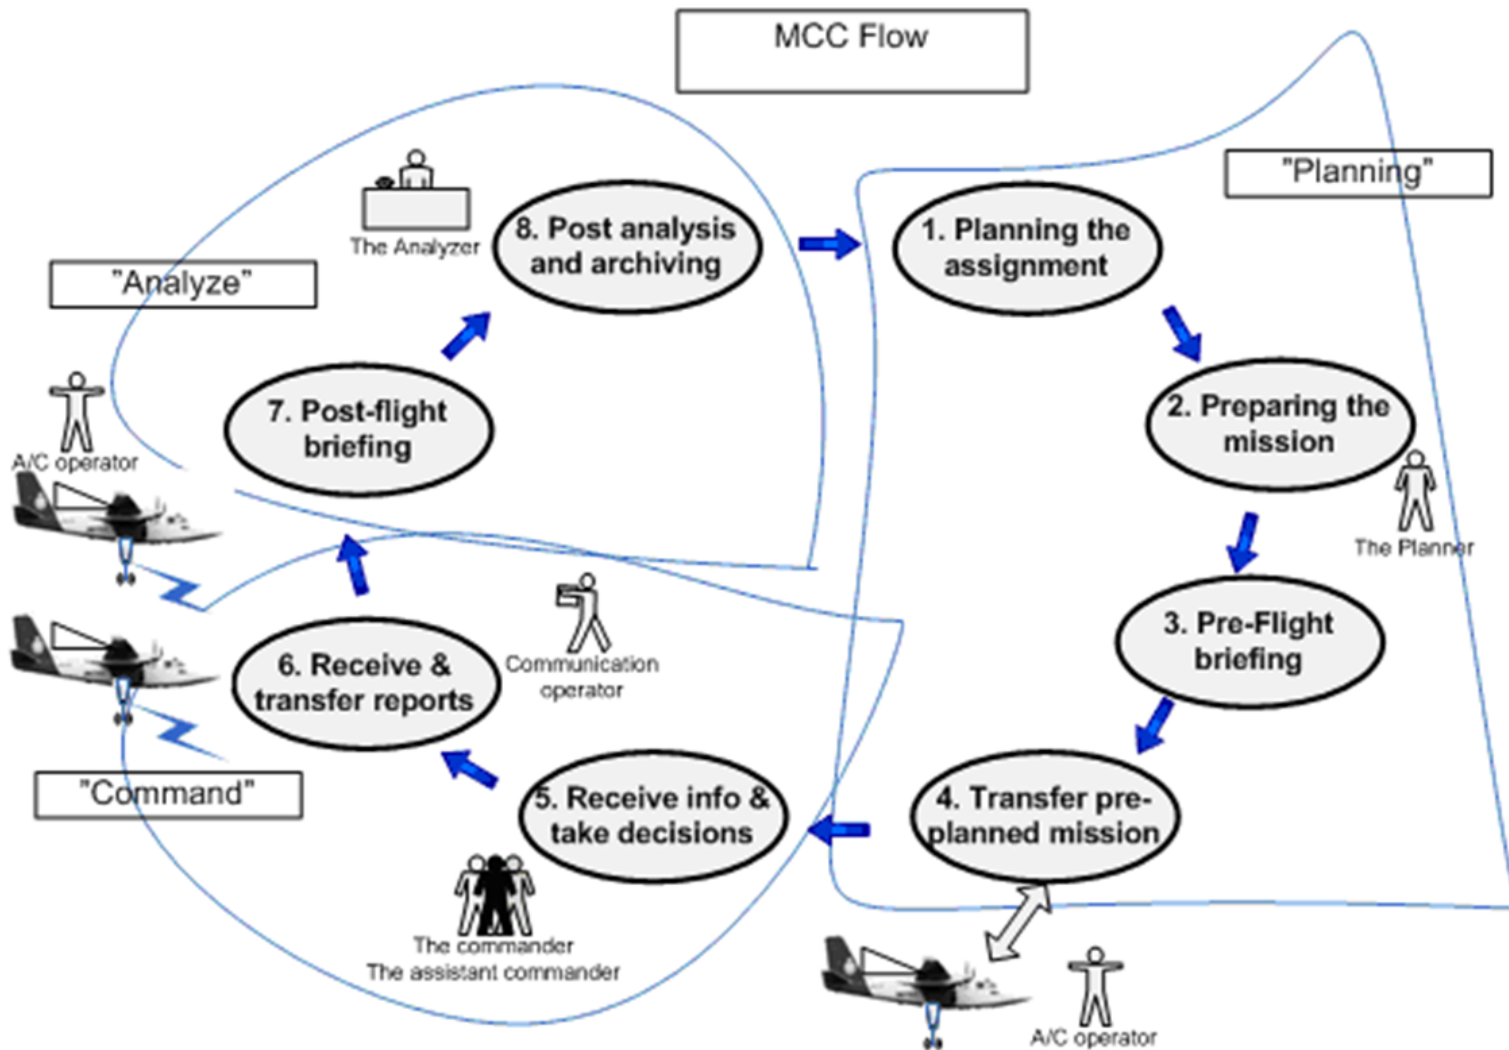 MCC Flow
"Planning"
The Analyzer
8. Post analysis
and archiving
1. Planning the
assignment
"Analyze"
7. Post-flight
briefing
2. Preparing the
mission
A/C operator
The Planner
3. Pre-Flight
briefing
6. Receive &
transfer reports
Communication
operator
"Command"
5. Receive info &
take decisions
4. Transfer pre-
planned mission
The commander
The assistant commander
A/C operator